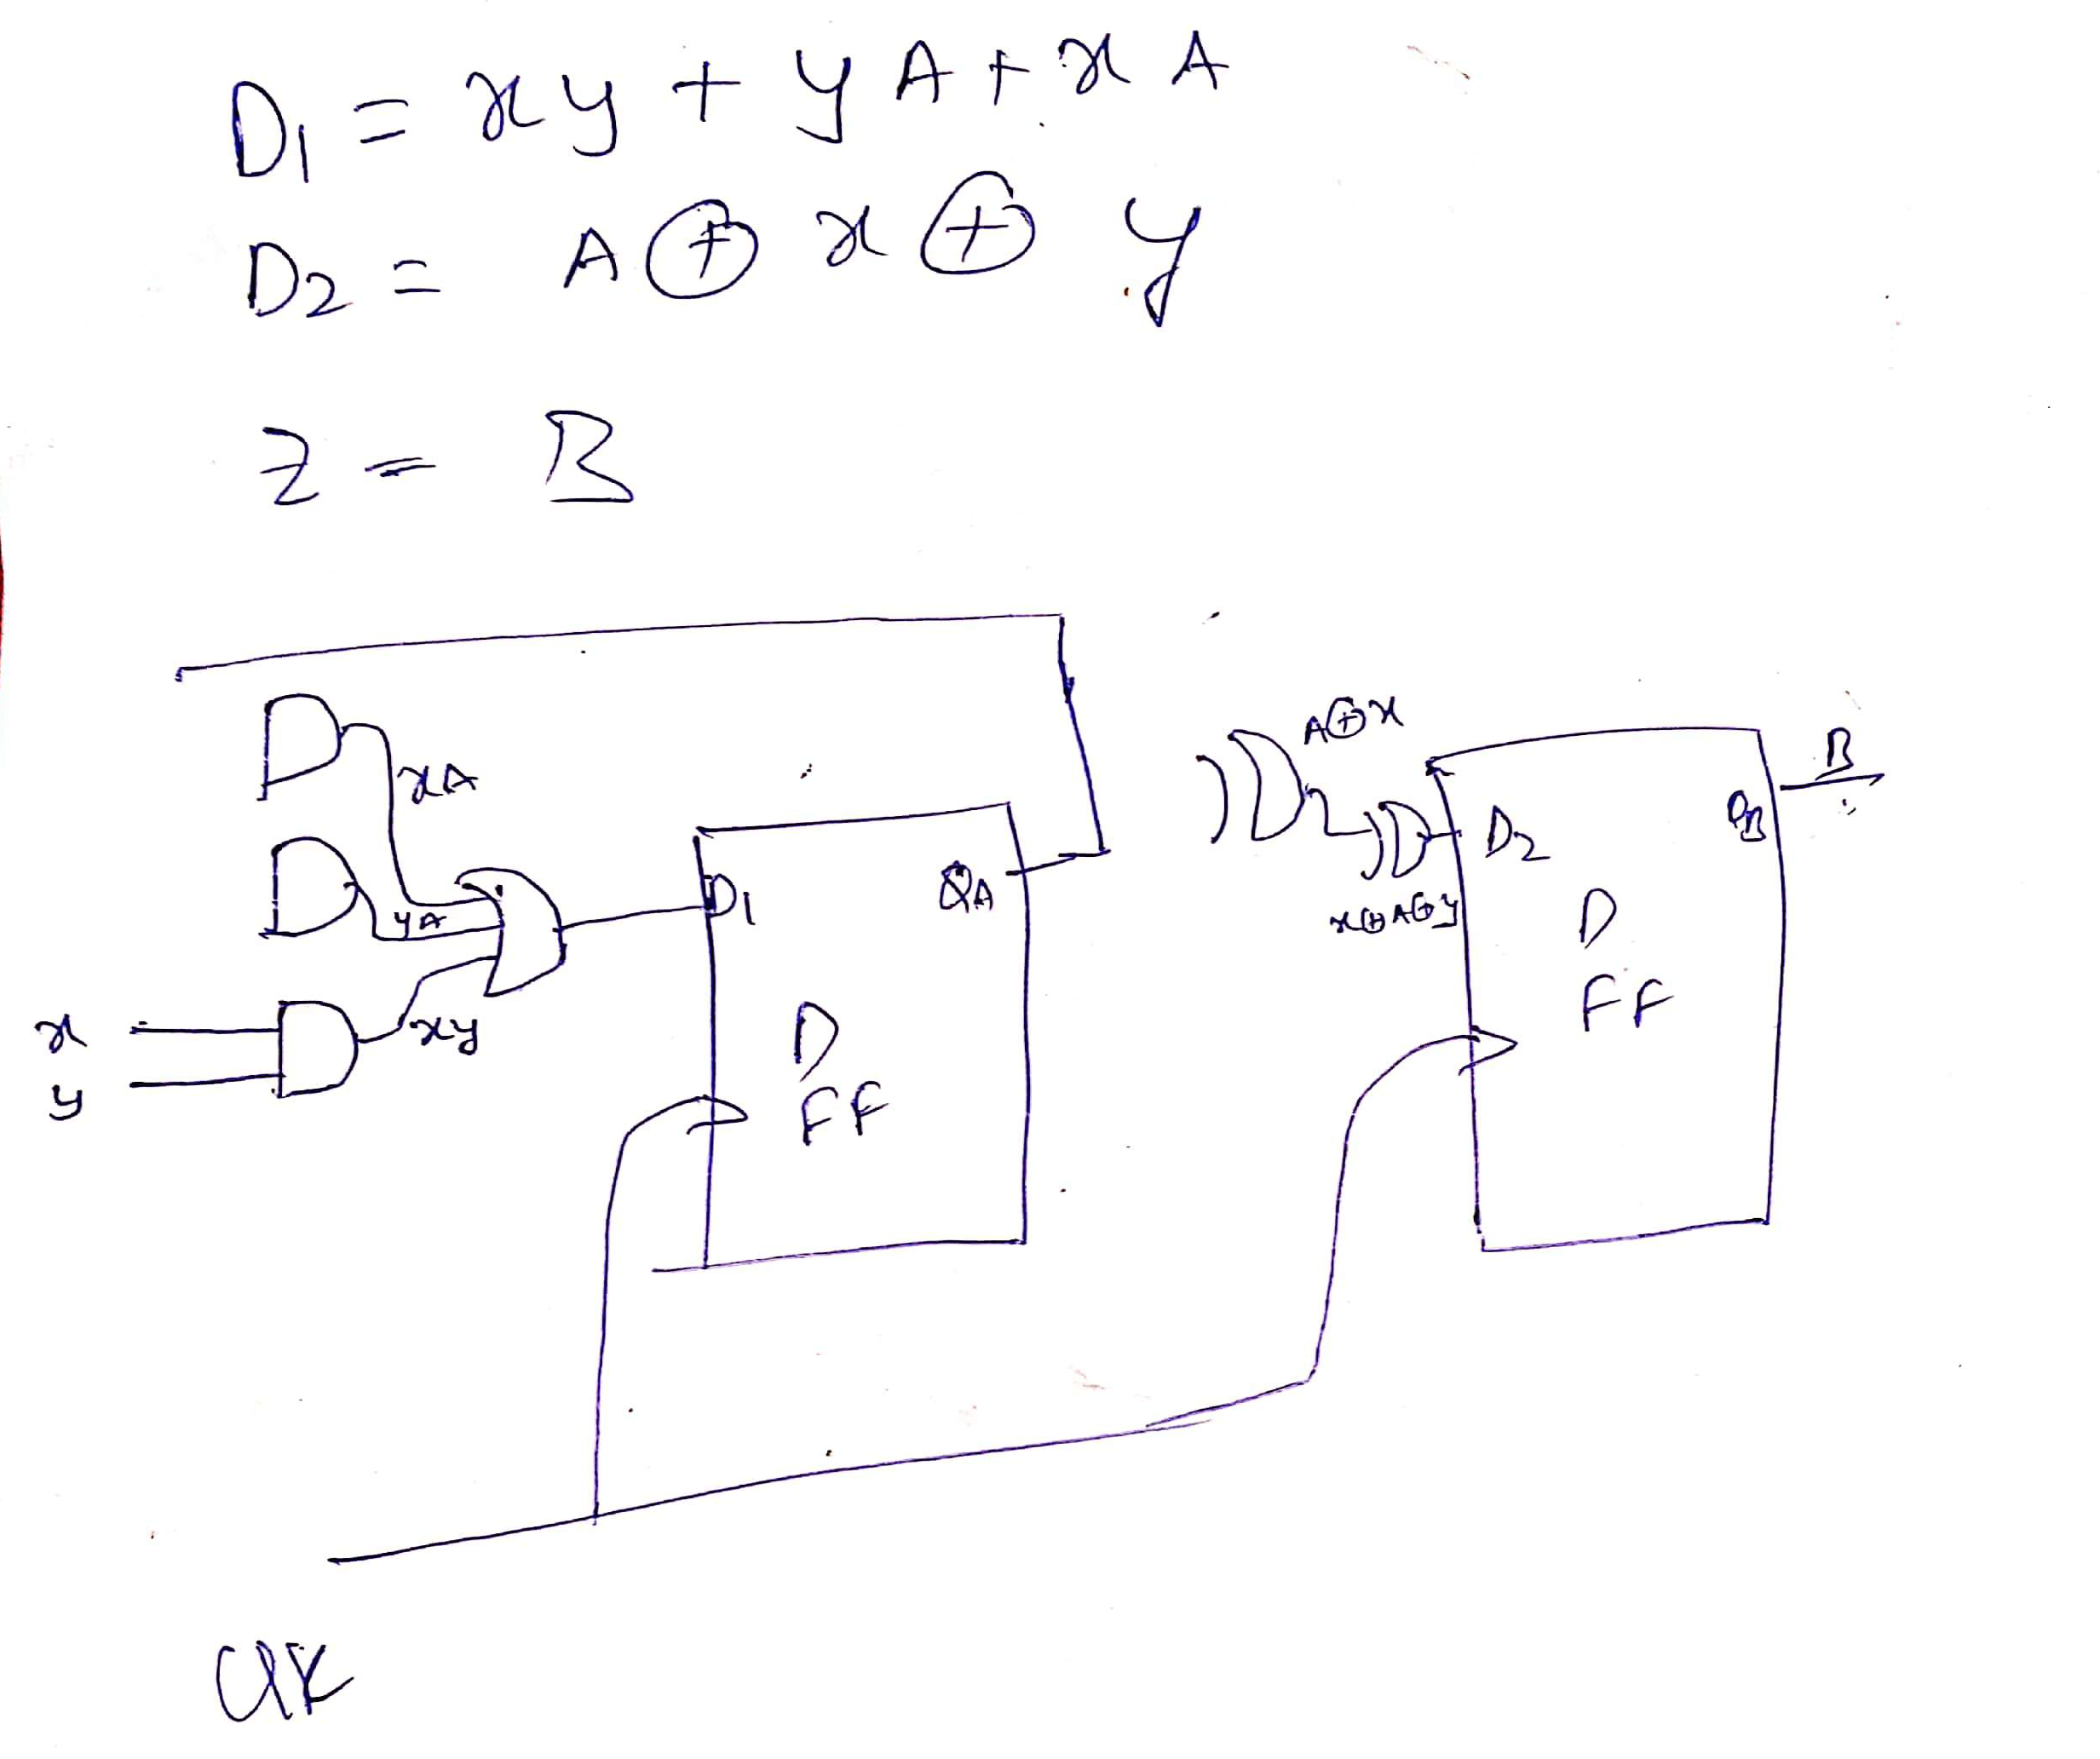 D1 = xy + yA + xA
D2 = A ⊕ x ⊕ y
z = B
A⊕x
B
xA
D2
QB
D1
QA
yA
x⊕A⊕y
D
FF
x
xy
D
FF
y
CLK